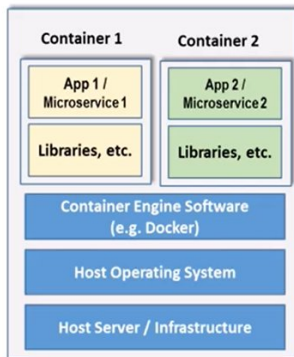 Container 1
Container 2
App 1 /
Microservice 1
App 2 /
Microservice 2
Libraries, etc.
Libraries, etc.
Container Engine Software
(e.g. Docker)
Host Operating System
Host Server / Infrastructure